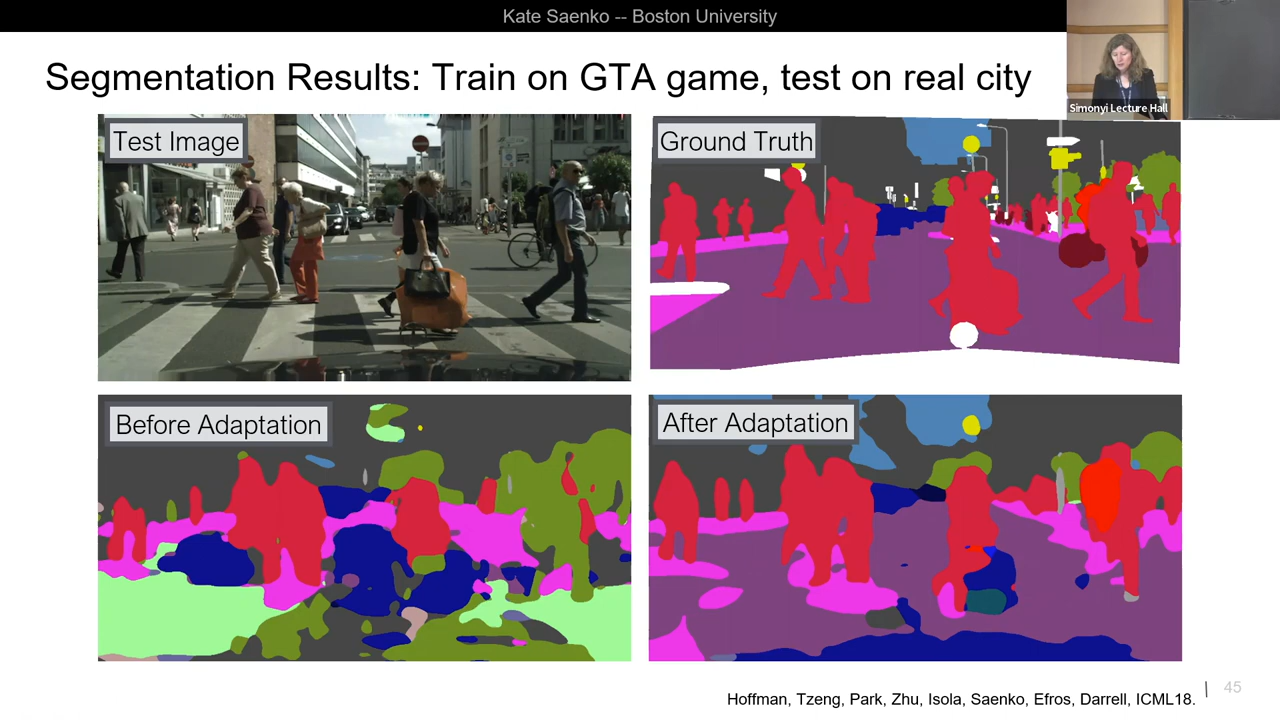 Kate Saenko -- Boston University
Segmentation Results: Train on GTA game, test on real city
Simonyi Lecture Hall
Test Image
Ground Truth
Before Adaptation
After Adaptation
Hoffman, Tzeng, Park, Zhu, Isola, Saenko, Efros, Darrell, ICML18.
45